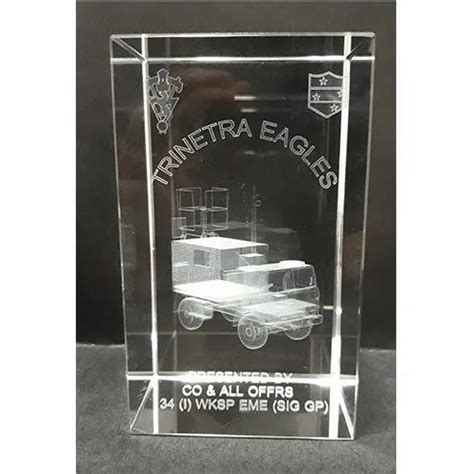 TRINETRA EAGLES
PRESENTED BY
CO & ALL OFFRS
34 (I) WKSP EME (SIG GP)